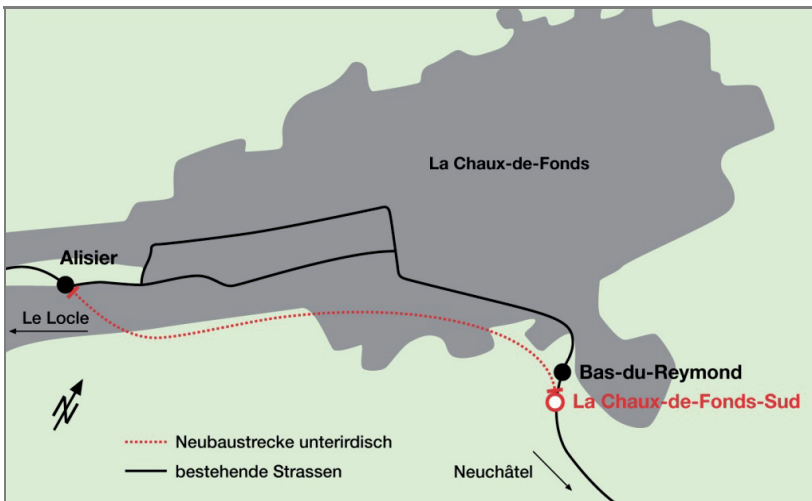 La Chaux-de-Fonds
Alisier
Le Locle
Bas-du-Reymond
La Chaux-de-Fonds-Sud
N
Neubaustrecke unterirdisch
bestehende Strassen
Neuchâtel